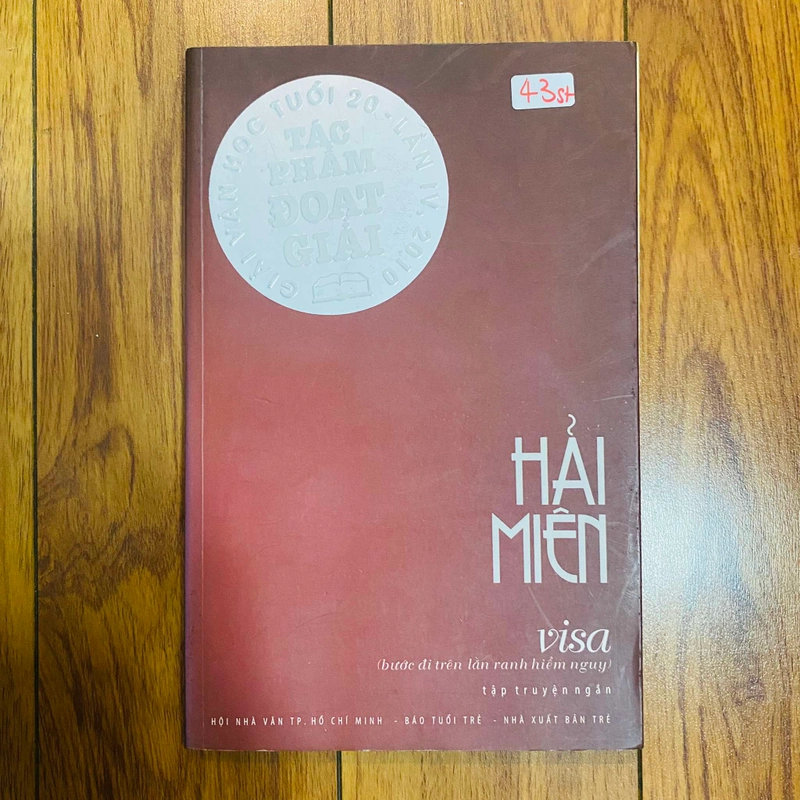 43st
GIẢI VĂN HỌC TUỔI 20 - LẦN IV, 2010
TÁC
PHẨM
ĐOẠT
GIẢI
HẢI
MIÊN
visa
(bước đi trên lằn ranh hiểm nguy)
tập truyện ngắn
HỘI NHÀ VĂN TP. HỒ CHÍ MINH - BÁO TUỔI TRẺ - NHÀ XUẤT BẢN TRẺ